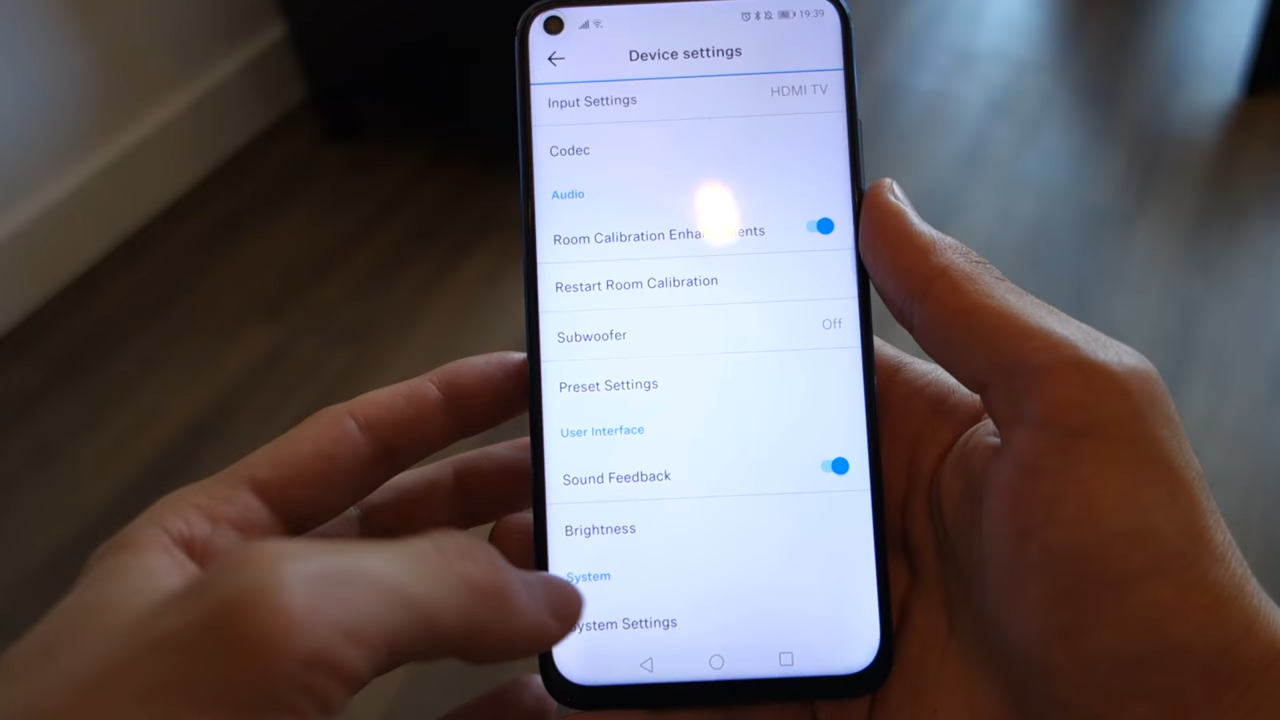 19:39
Device settings
Input Settings HDMI TV
Codec
Audio
Room Calibration
Restart Room Calibration
Subwoofer Off
Preset Settings
User Interface
Sound Feedback
Brightness
System
System Settings